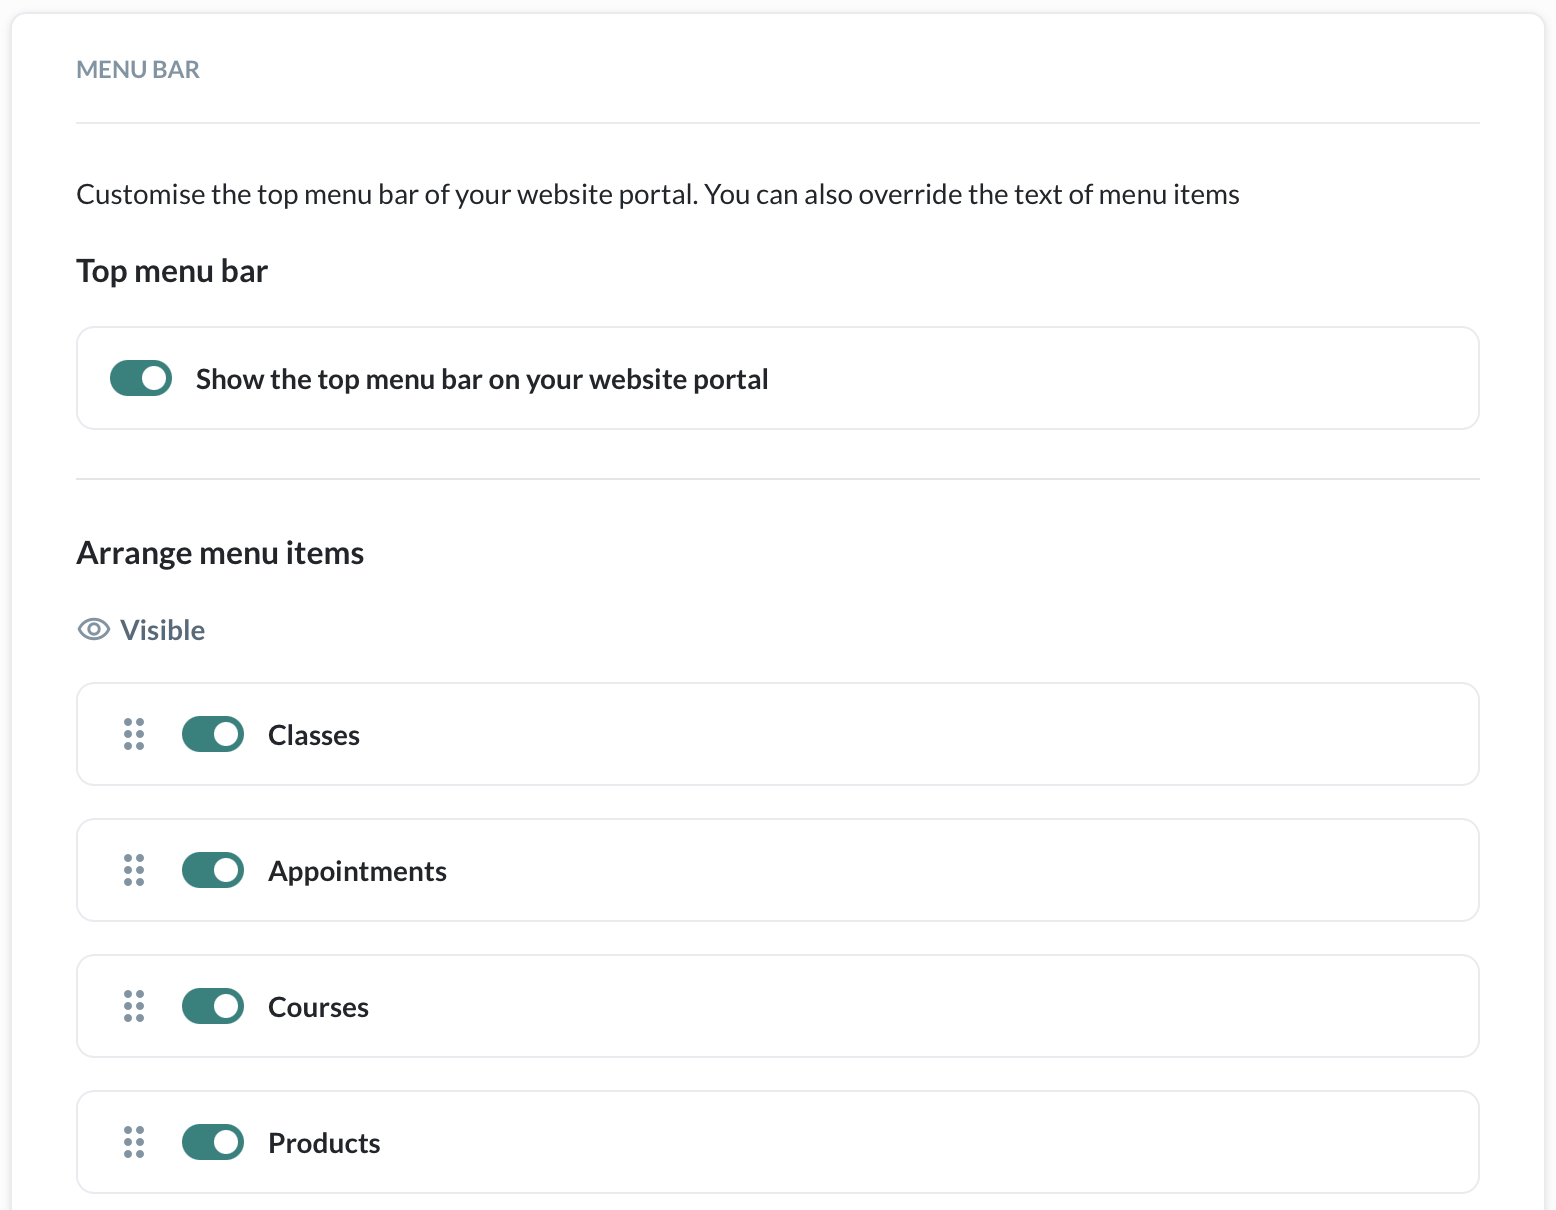 MENU BAR
Customise the top menu bar of your website portal. You can also override the text of menu items
Top menu bar
Show the top menu bar on your website portal
Arrange menu items
Visible
Classes
Appointments
Courses
Products